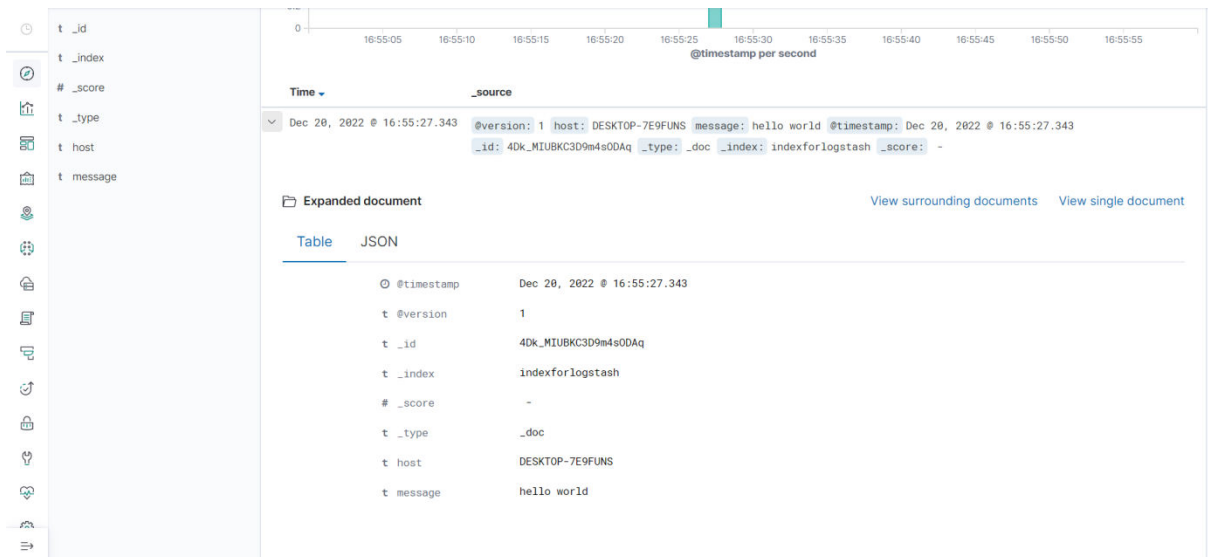 0
16:55:05 16:55:10 16:55:15 16:55:20 16:55:25 16:55:30 16:55:35 16:55:40 16:55:45 16:55:50 16:55:55
@timestamp per second
t _id
t _index
# _score
t _type
t host
t message
Time _source
Dec 20, 2022 @ 16:55:27.343 @version: 1 host: DESKTOP-7E9FUNS message: hello world @timestamp: Dec 20, 2022 @ 16:55:27.343
_id: 4Dk_MIUBKC3D9m4sODAq _type: _doc _index: indexforlogstash _score: -
Expanded document View surrounding documents View single document
Table JSON
@timestamp Dec 20, 2022 @ 16:55:27.343
t @version 1
t _id 4Dk_MIUBKC3D9m4sODAq
t _index indexforlogstash
# _score -
t _type _doc
t host DESKTOP-7E9FUNS
t message hello world